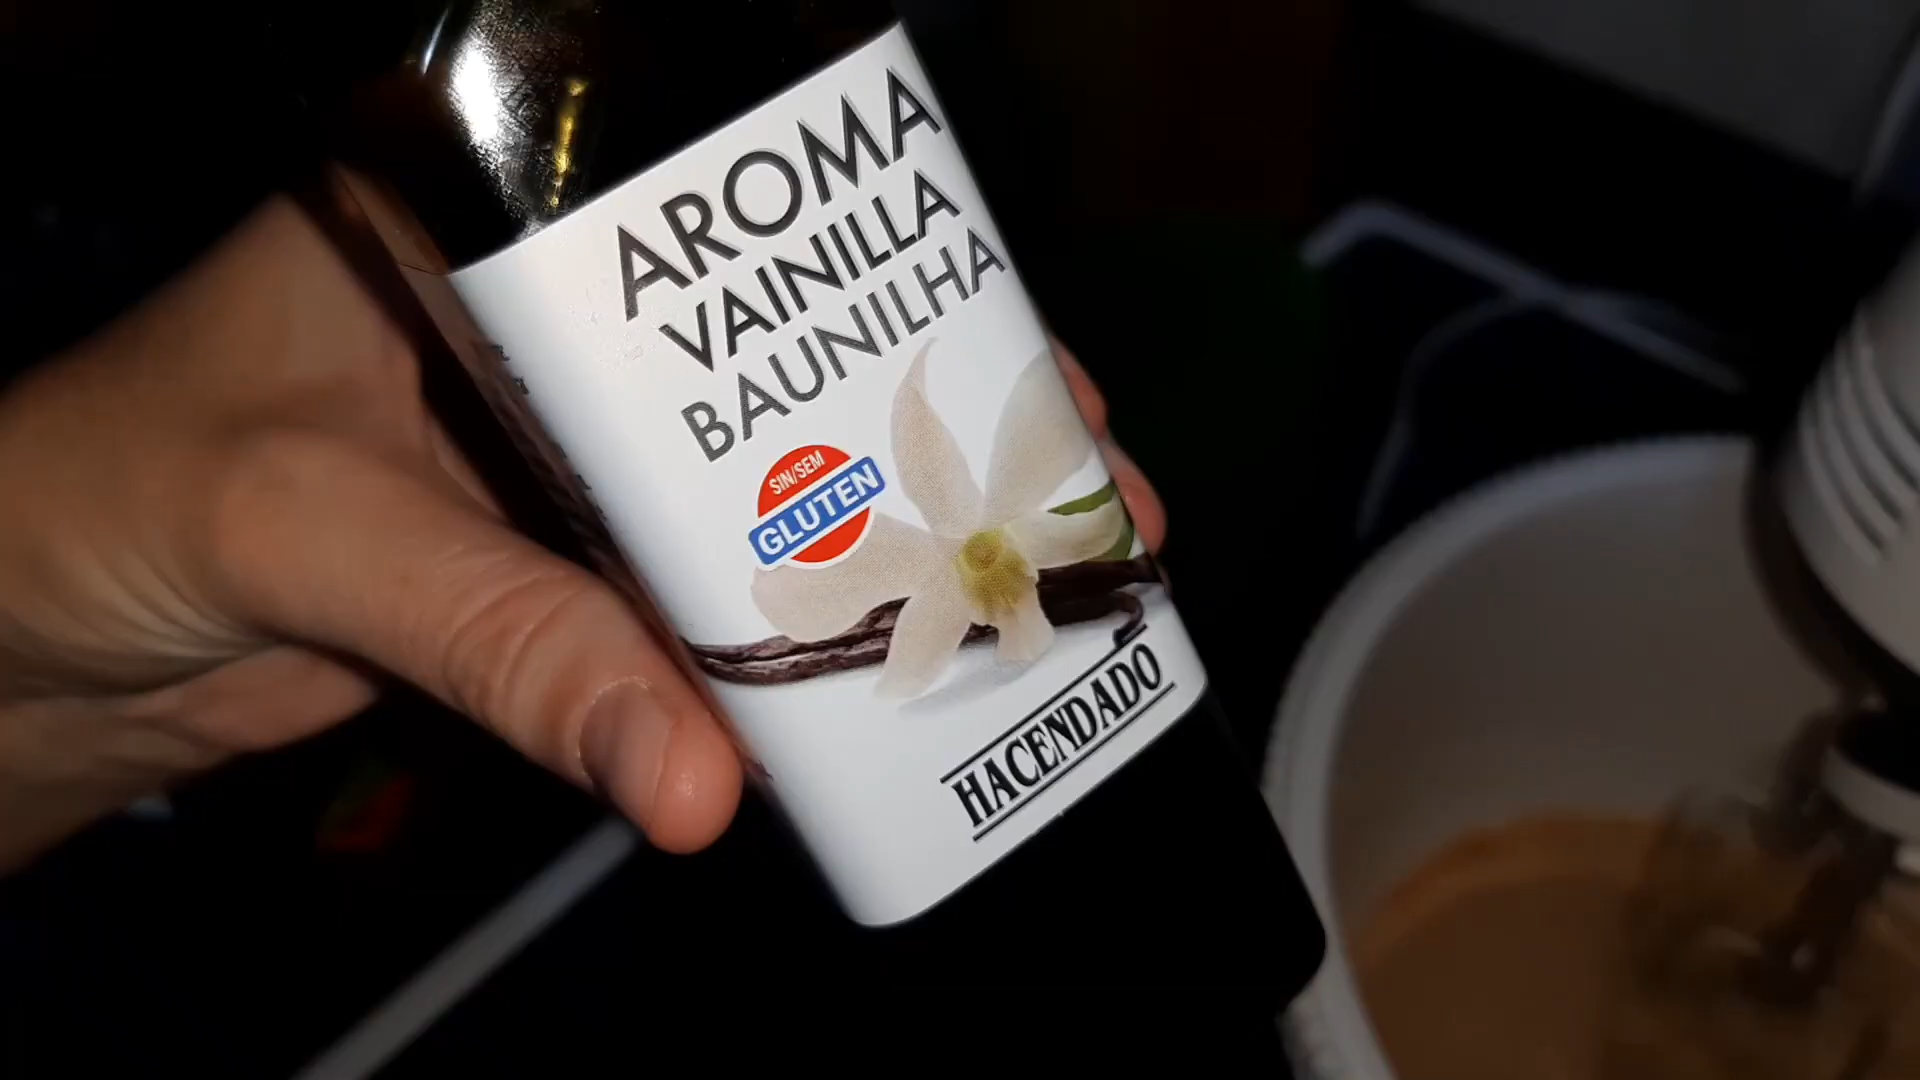 AROMA
VAINILLA
BAUNILHA
SIN/SEM
GLUTEN
HACENDADO